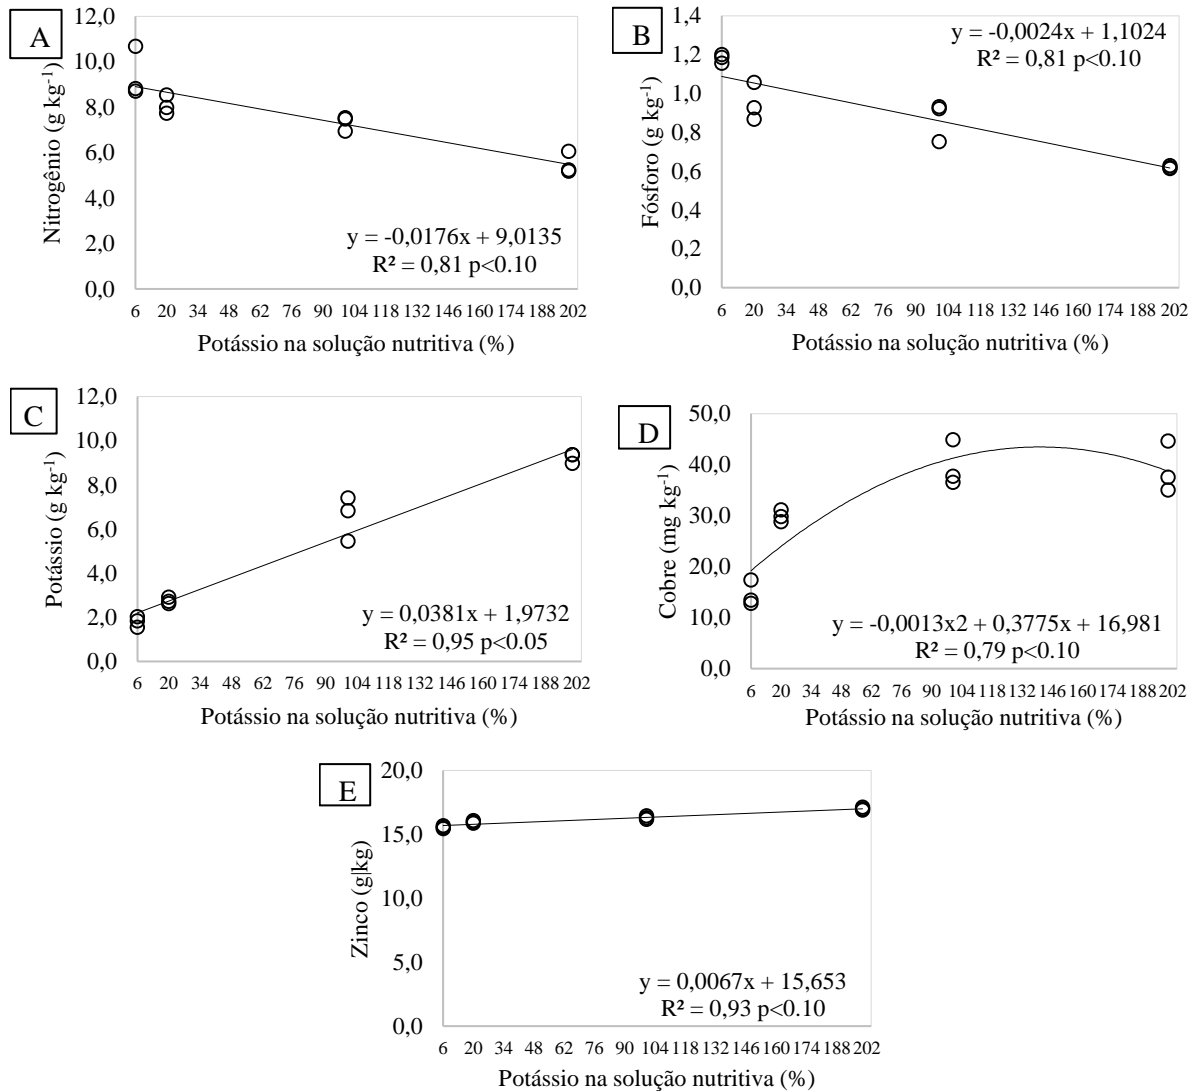 A
12,0
10,0
8,0
6,0
4,0
2,0
0,0
Nitrogênio (g kg⁻¹)
y = -0,0176x + 9,0135
R² = 0,81 p<0.10
6 20 34 48 62 76 90 104 118 132 146 160 174 188 202
Potássio na solução nutritiva (%)
B
1,4
1,2
1,0
0,8
0,6
0,4
0,2
0,0
Fósforo (g kg⁻¹)
y = -0,0024x + 1,1024
R² = 0,81 p<0.10
6 20 34 48 62 76 90 104 118 132 146 160 174 188 202
Potássio na solução nutritiva (%)
C
12,0
10,0
8,0
6,0
4,0
2,0
0,0
Potássio (g kg⁻¹)
y = 0,0381x + 1,9732
R² = 0,95 p<0.05
6 20 34 48 62 76 90 104 118 132 146 160 174 188 202
Potássio na solução nutritiva (%)
D
50,0
40,0
30,0
20,0
10,0
0,0
Cobre (mg kg⁻¹)
y = -0,0013x2 + 0,3775x + 16,981
R² = 0,79 p<0.10
6 20 34 48 62 76 90 104 118 132 146 160 174 188 202
Potássio na solução nutritiva (%)
E
20,0
15,0
10,0
5,0
0,0
Zinco (g|kg)
y = 0,0067x + 15,653
R² = 0,93 p<0.10
6 20 34 48 62 76 90 104 118 132 146 160 174 188 202
Potássio na solução nutritiva (%)